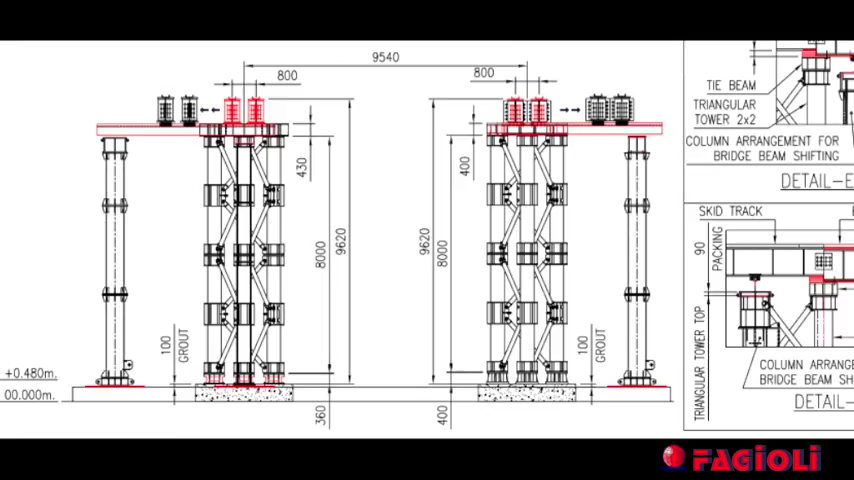 9540
800
800
430
400
8000
9620
9620
8000
100
GROUT
100
GROUT
360
400
+0.480m.
00.000m.
TIE BEAM
TRIANGULAR
TOWER 2x2
COLUMN ARRANGEMENT FOR
BRIDGE BEAM SHIFTING
DETAIL-E
SKID TRACK
90
PACKING
TRIANGULAR TOWER TOP
COLUMN ARRANGE
BRIDGE BEAM SH
DETAIL-
FAGIOLI